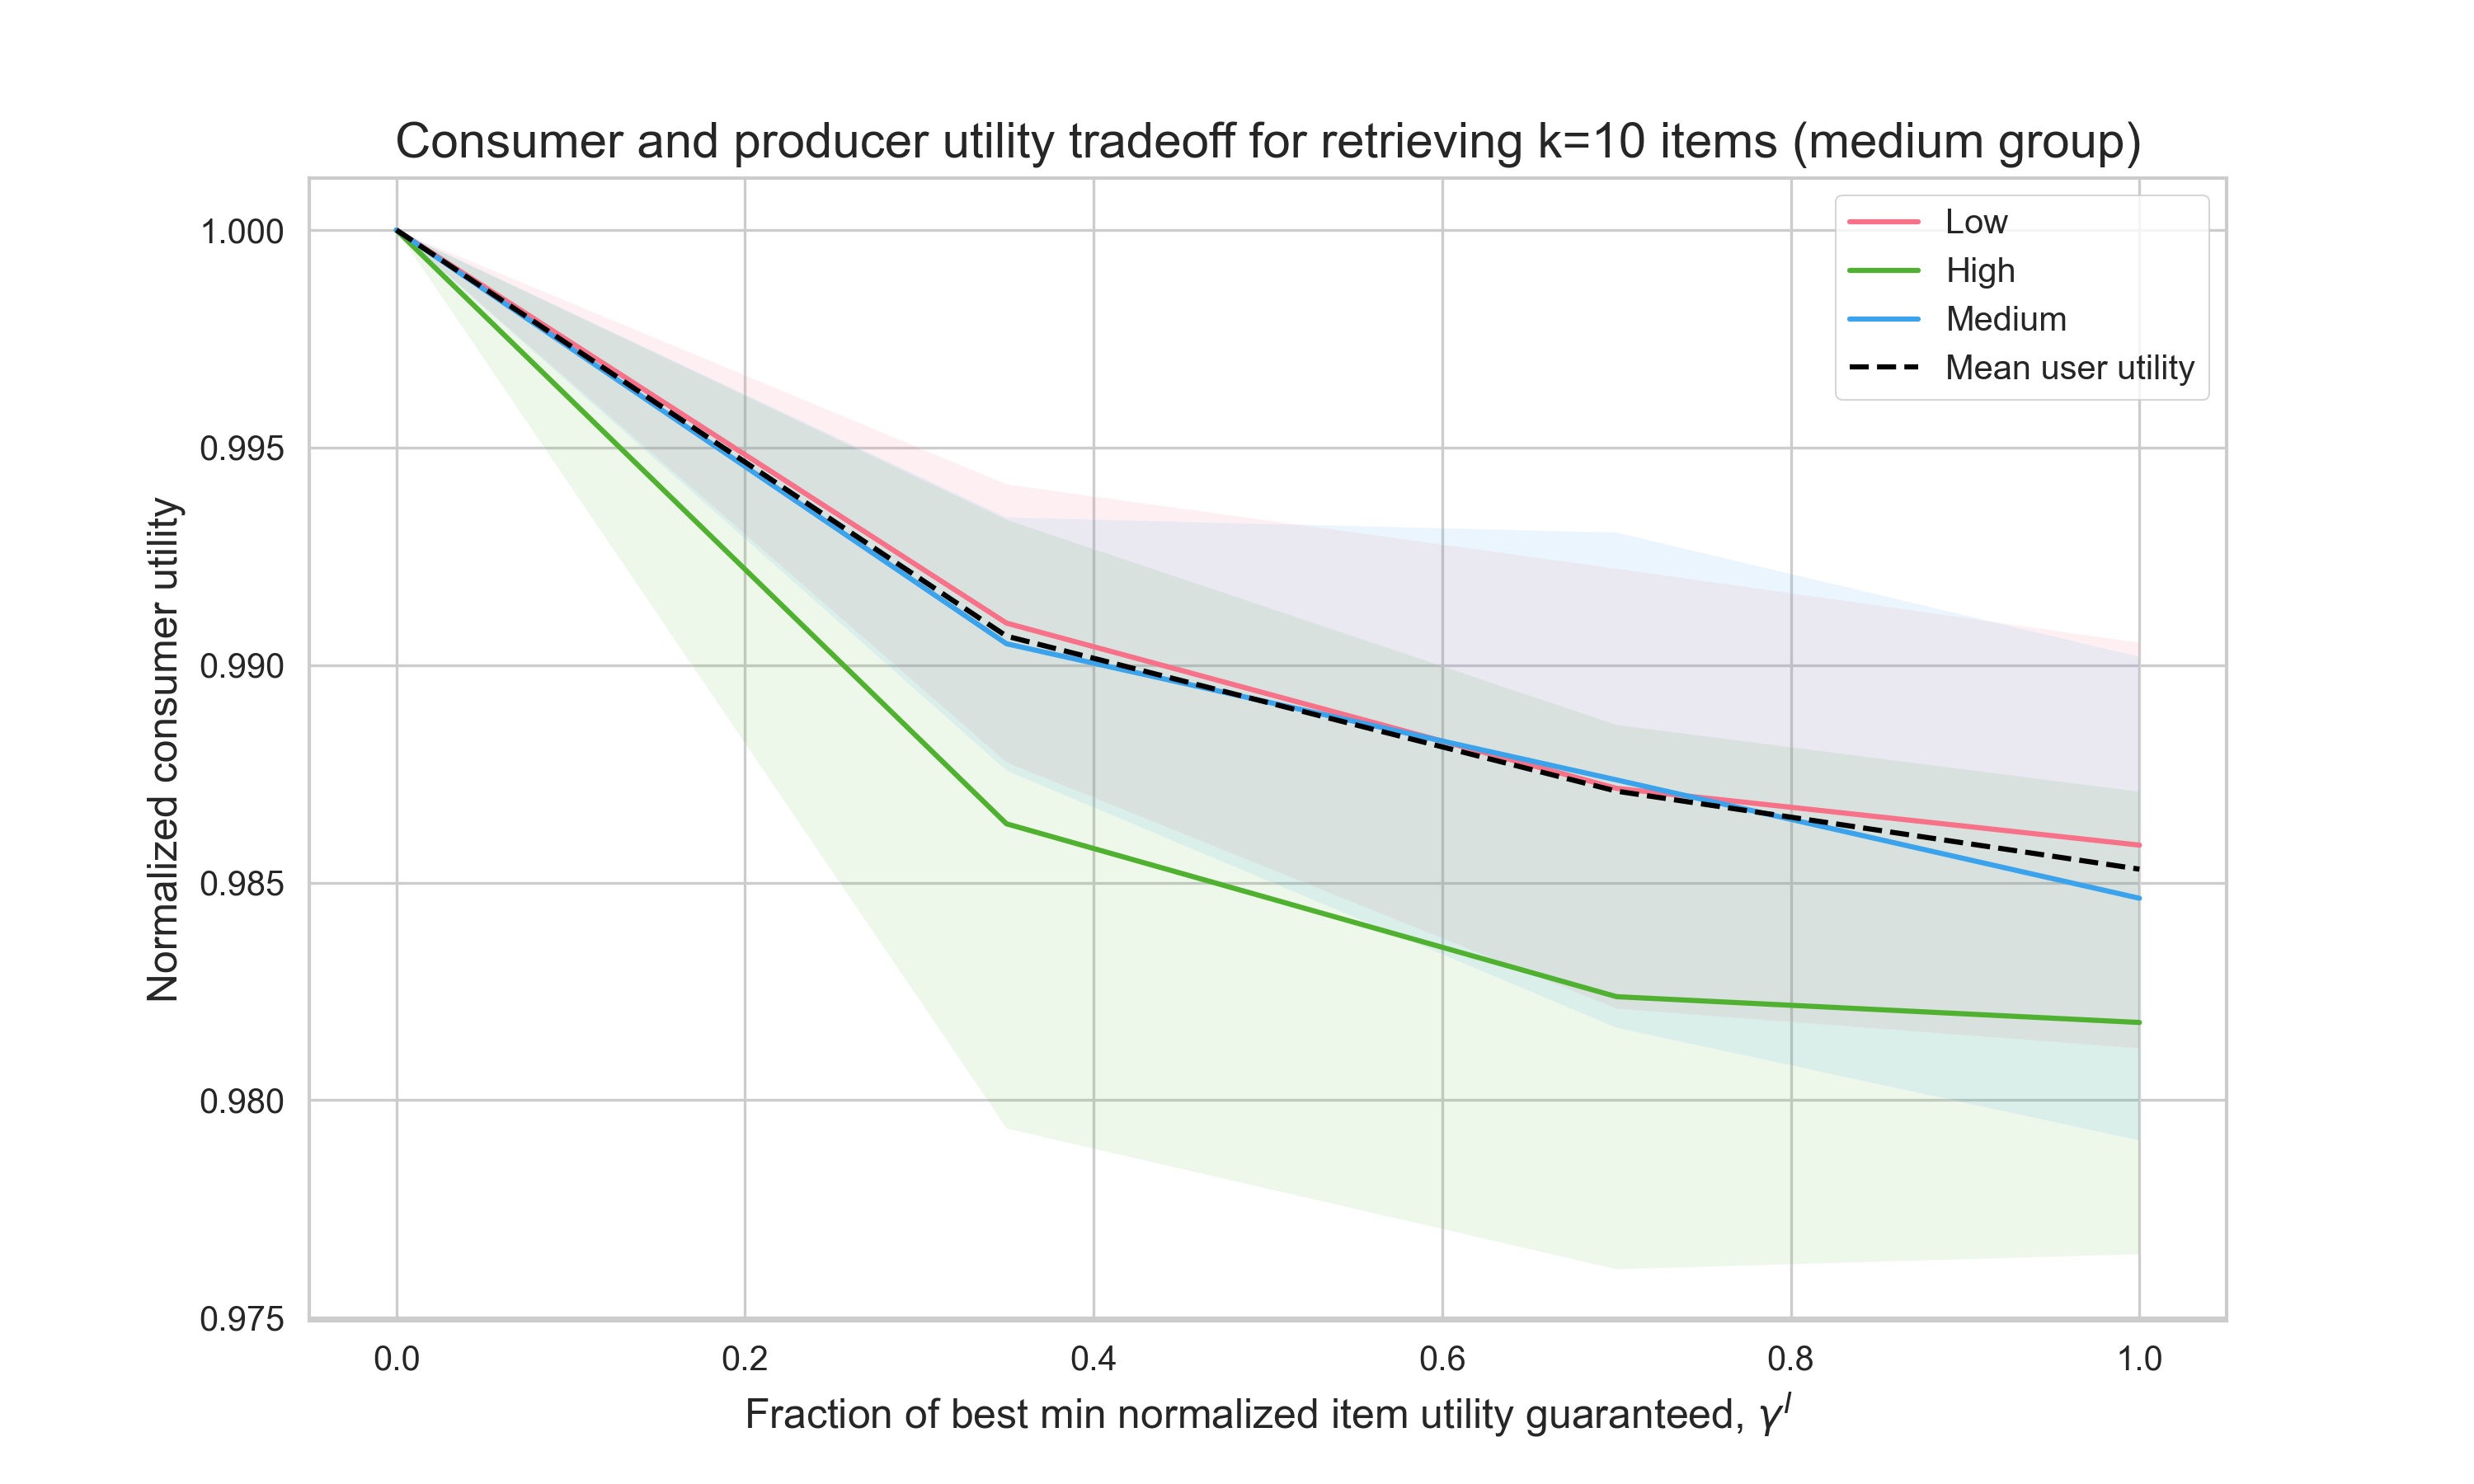 Consumer and producer utility tradeoff for retrieving k=10 items (medium group)
Low
High
Medium
Mean user utility
Normalized consumer utility
1.000
0.995
0.990
0.985
0.980
0.975
0.0 0.2 0.4 0.6 0.8 1.0
Fraction of best min normalized item utility guaranteed, γ^I